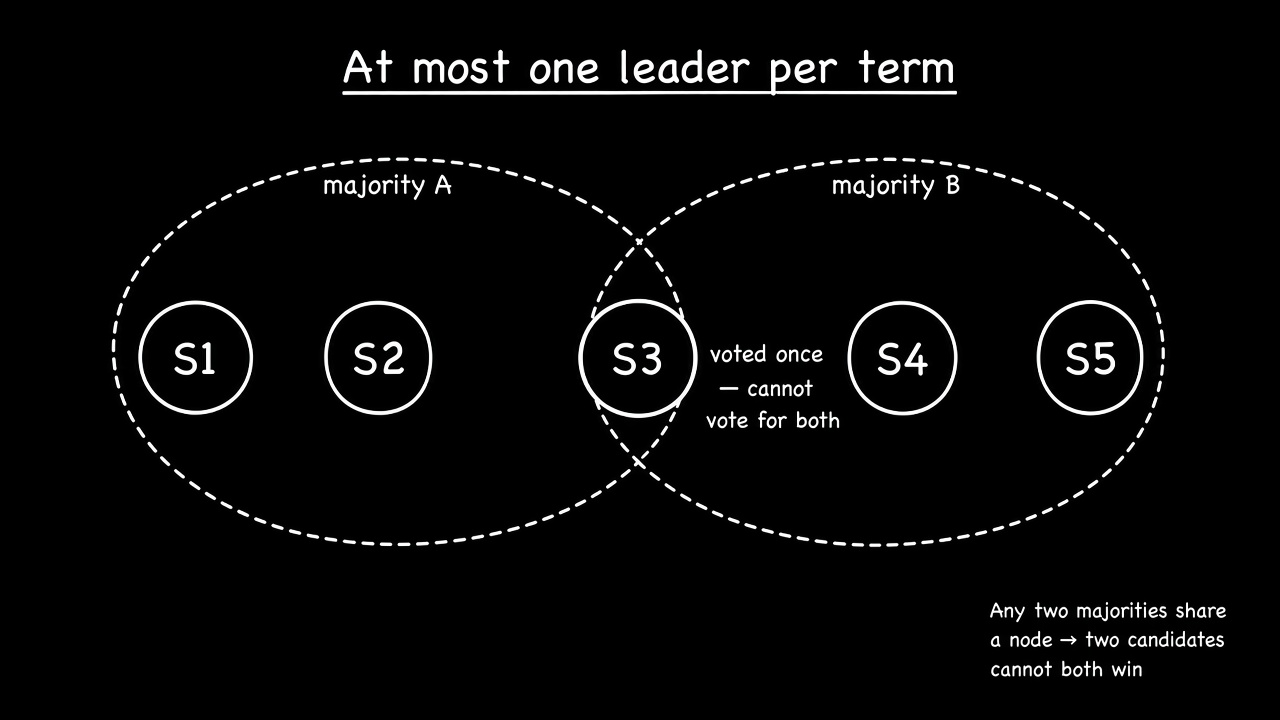 At most one leader per term
majority A
majority B
S1
S2
S3
voted once
— cannot
vote for both
S4
S5
Any two majorities share
a node → two candidates
cannot both win